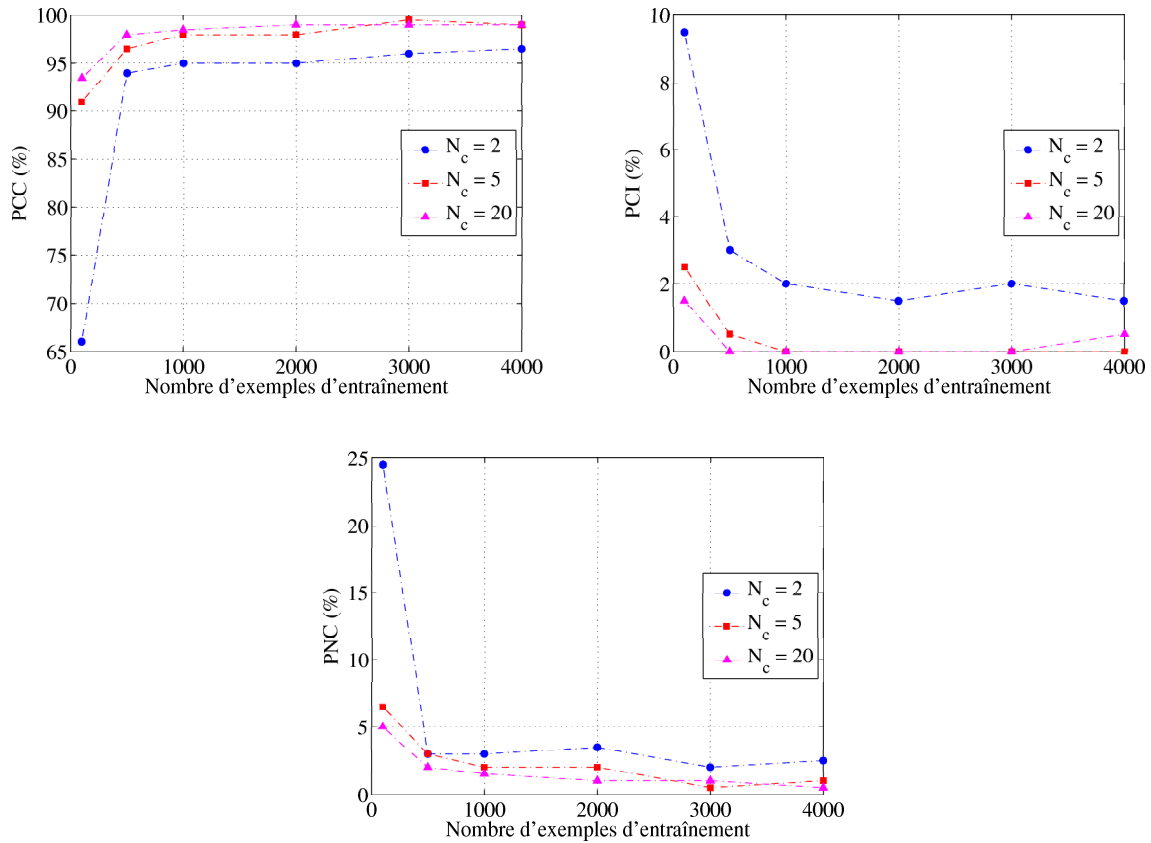 100
95
90
85
80
75
70
65
PCC (%)
0
1000
2000
3000
4000
Nombre d'exemples d'entraînement
N_c = 2
N_c = 5
N_c = 20
10
8
6
4
2
0
PCI (%)
0
1000
2000
3000
4000
Nombre d'exemples d'entraînement
N_c = 2
N_c = 5
N_c = 20
25
20
15
10
5
0
PNC (%)
0
1000
2000
3000
4000
Nombre d'exemples d'entraînement
N_c = 2
N_c = 5
N_c = 20